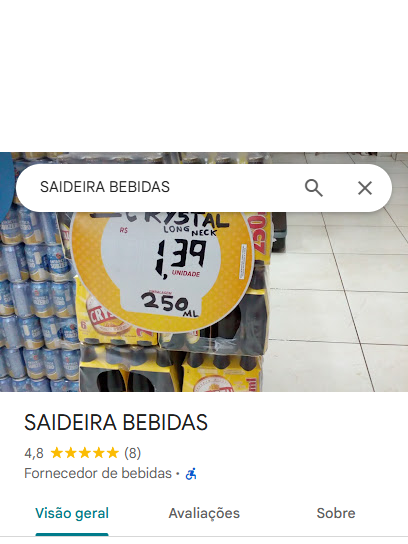 SAIDEIRA BEBIDAS
CRYSTAL
LONG NECK
R$ 1,39
UNIDADE
250 ML
250
SAIDEIRA BEBIDAS
4,8 (8)
Fornecedor de bebidas ·
Visão geral Avaliações Sobre